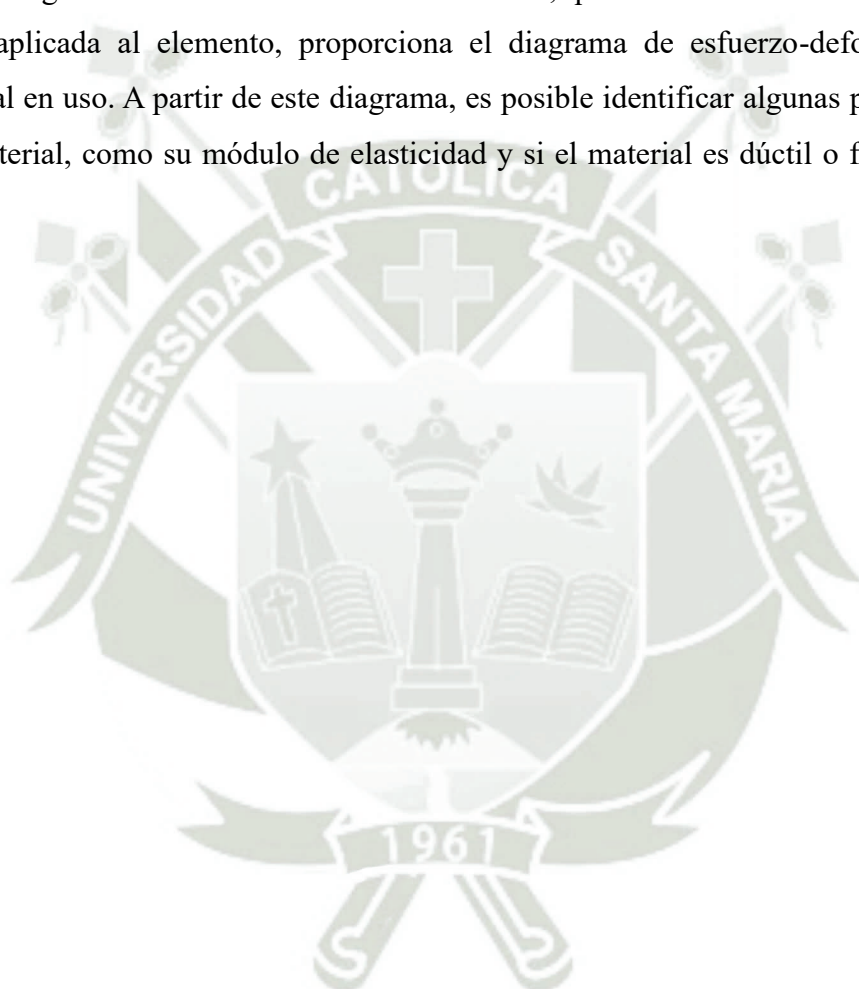 aplicada al elemento, proporciona el diagrama de esfuerzo-defo
al en uso. A partir de este diagrama, es posible identificar algunas p
terial, como su módulo de elasticidad y si el material es dúctil o f
UNIVERSIDAD CATOLICA SANTA MARIA
1961